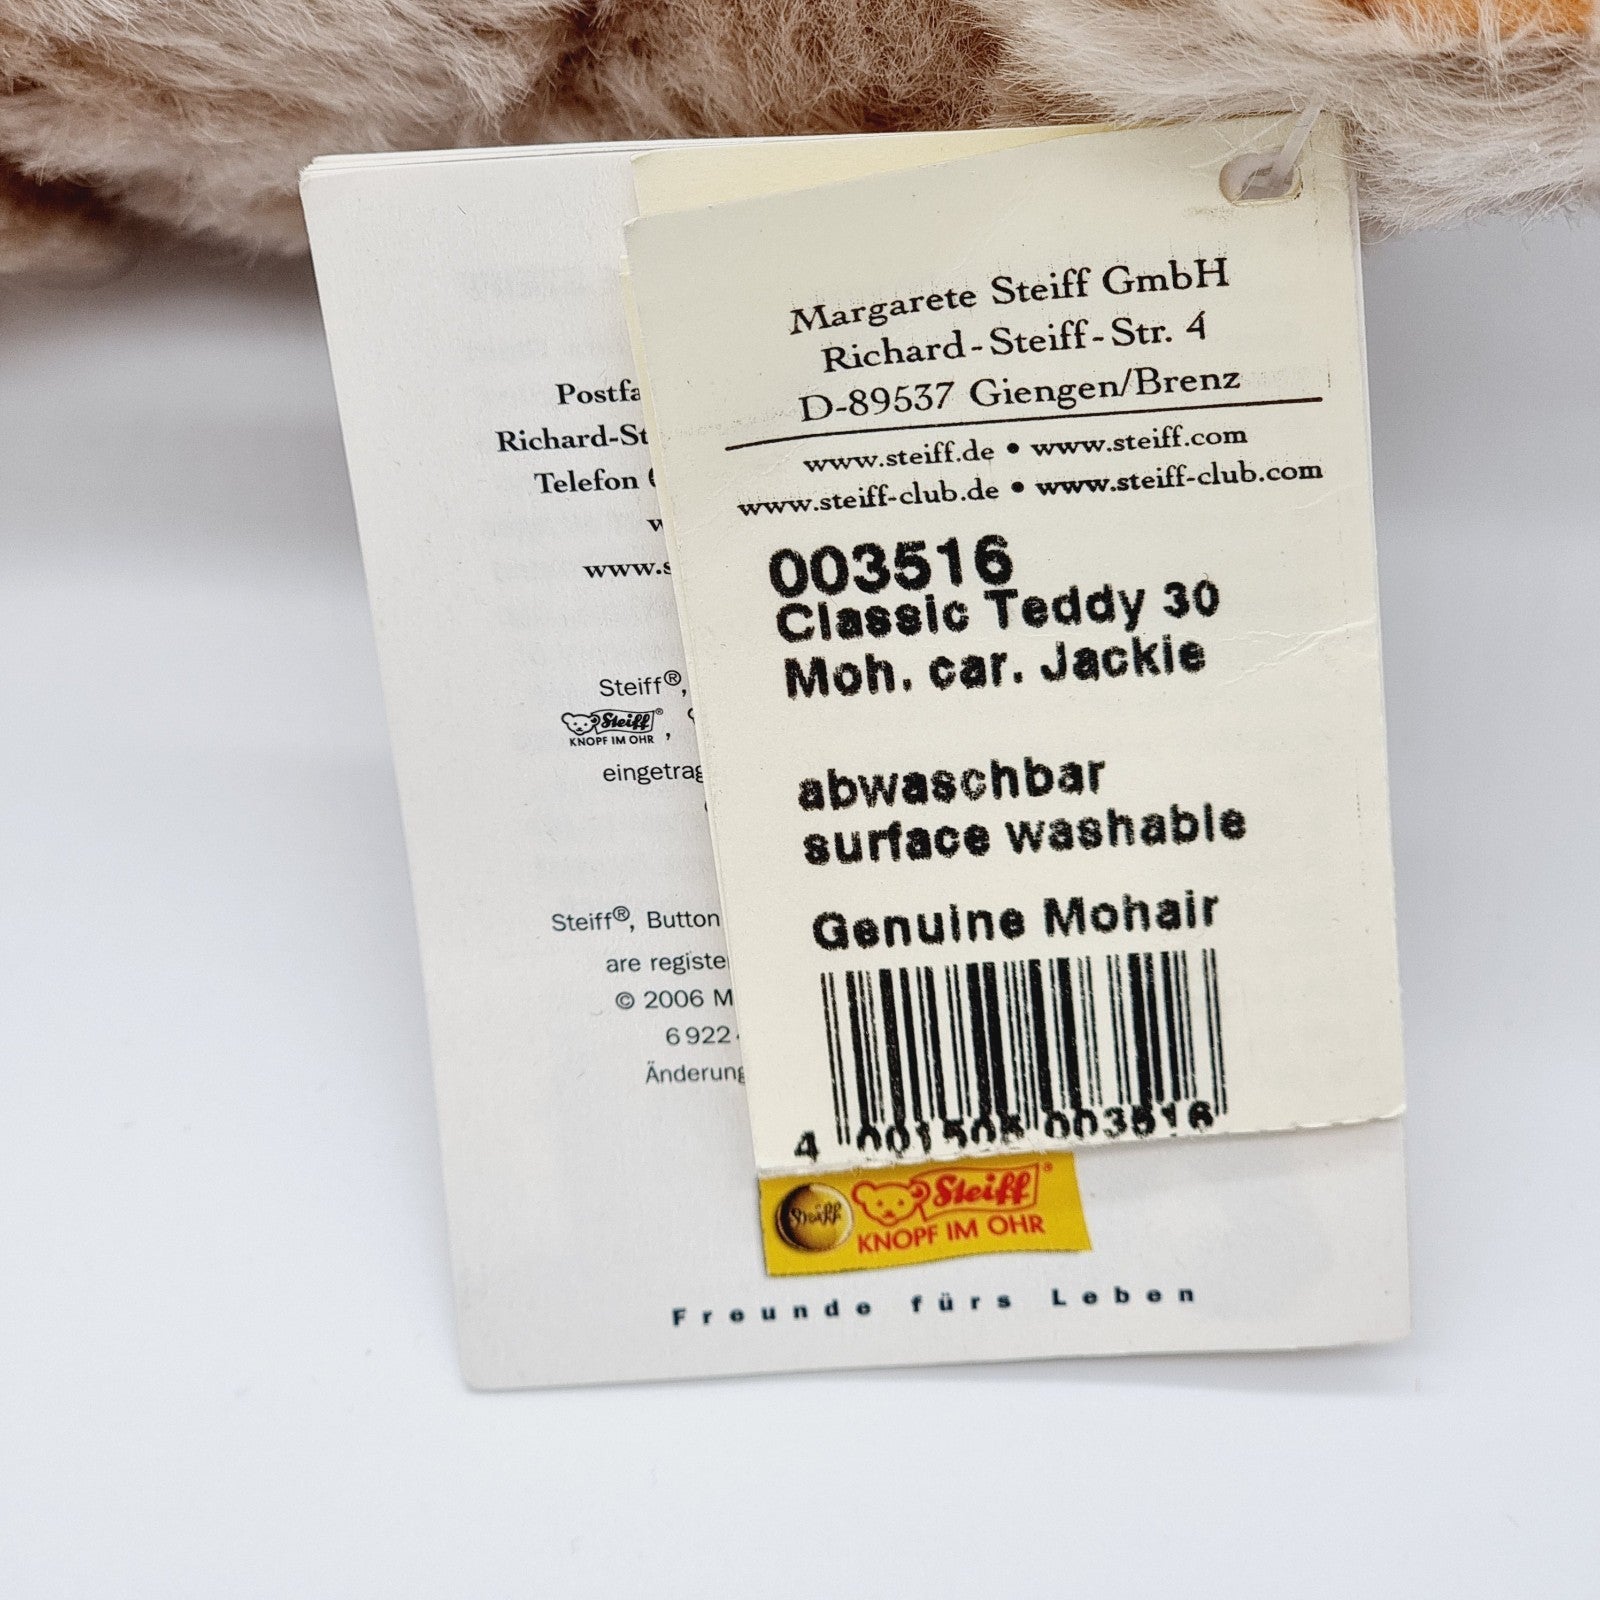 Margarete Steiff GmbH
Richard-Steiff-Str. 4
D-89537 Giengen/Brenz
www.steiff.de • www.steiff.com
www.steiff-club.de • www.steiff-club.com
003516
Classic Teddy 30
Moh. car. Jackie
abwaschbar
surface washable
Genuine Mohair
4 001505 003516
Postfa
Richard-St
Telefon
www.s
Steiff®,
Steiff®
KNOPF IM OHR,
eingetrag
Steiff®, Button
are registe
© 2006 M
6 922
Änderung
Steiff
Steiff®
KNOPF IM OHR
Freunde fürs Leben